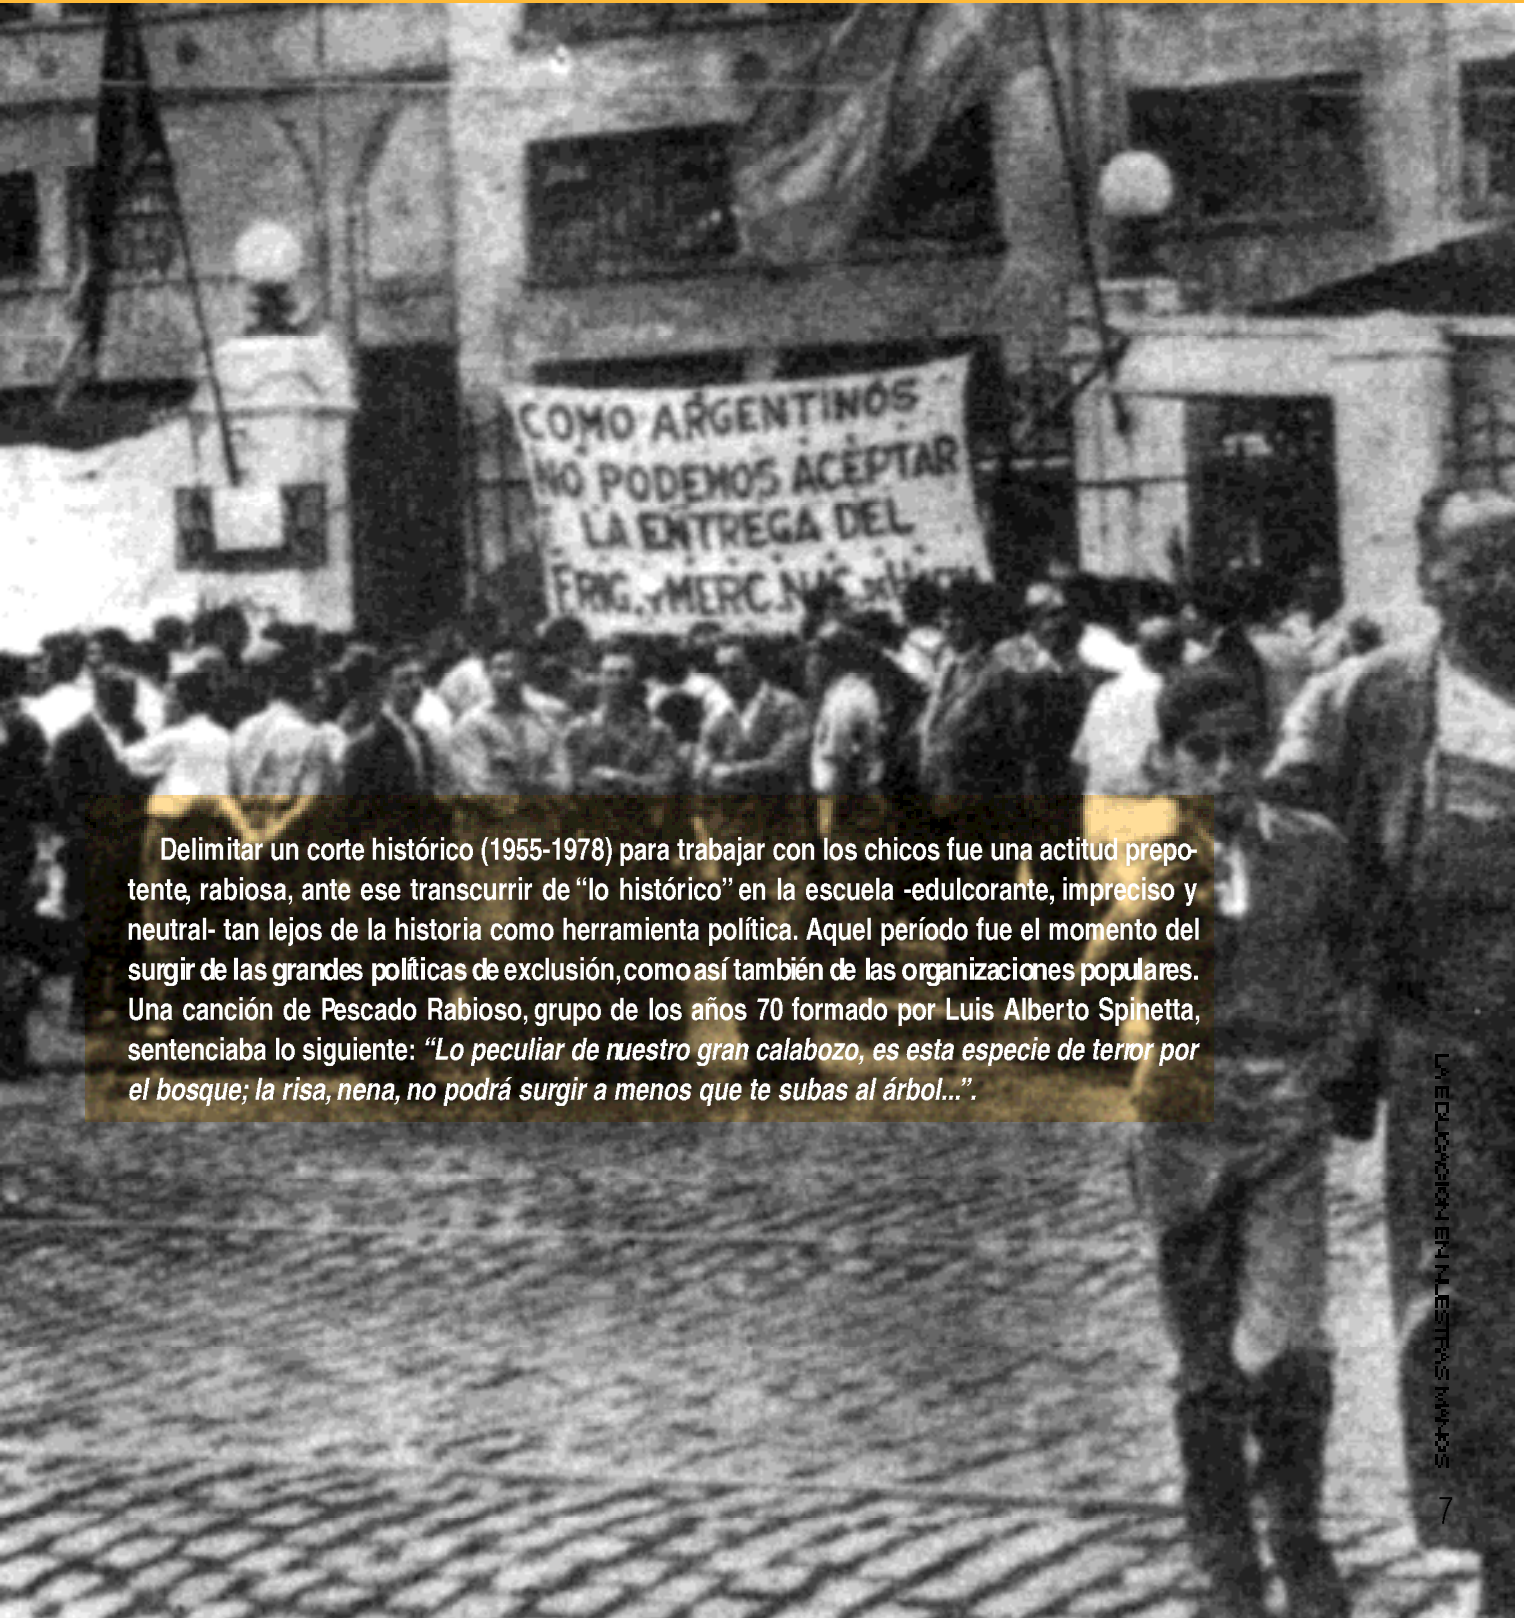 COMO ARGENTINOS
NO PODEMOS ACEPTAR
LA ENTREGA DEL
FRIG. Y MERC. NAC.
Delimitar un corte histórico (1955-1978) para trabajar con los chicos fue una actitud prepo-
tente, rabiosa, ante ese transcurrir de “lo histórico” en la escuela -edulcorante, impreciso y
neutral- tan lejos de la historia como herramienta política. Aquel período fue el momento del
surgir de las grandes políticas de exclusión, como así también de las organizaciones populares.
Una canción de Pescado Rabioso, grupo de los años 70 formado por Luis Alberto Spinetta,
sentenciaba lo siguiente: “Lo peculiar de nuestro gran calabozo, es esta especie de terror por
el bosque; la risa, nena, no podrá surgir a menos que te subas al árbol...”.
LA EDUCACION EN NUESTRAS MANOS
7